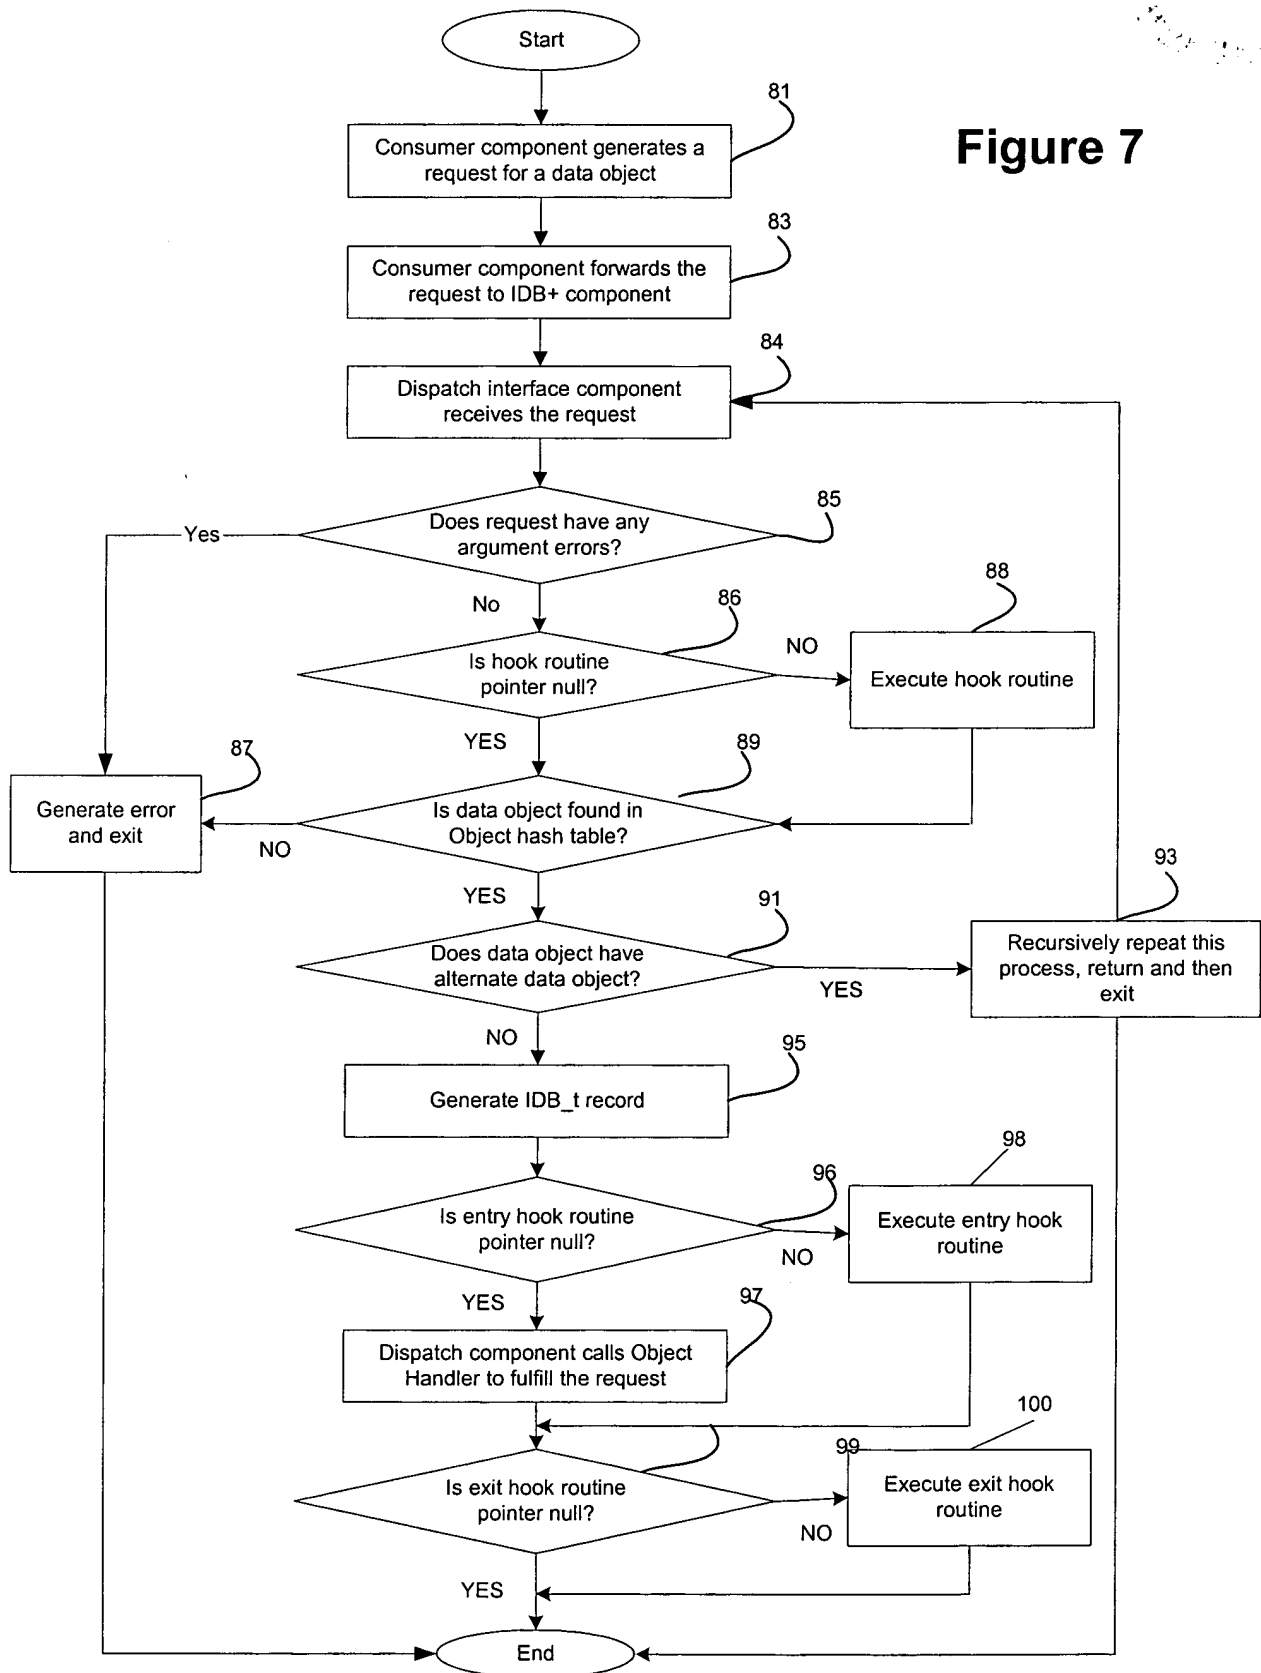 Start
81
Figure 7
Consumer component generates a
request for a data object
83
Consumer component forwards the
request to IDB+ component
84
Dispatch interface component
receives the request
85
Does request have any
argument errors?
Yes
No
86
88
Is hook routine
pointer null?
NO
Execute hook routine
YES
87
89
Generate error
and exit
Is data object found in
Object hash table?
NO
YES
91
93
Does data object have
alternate data object?
YES
Recursively repeat this
process, return and then
exit
NO
95
Generate IDB_t record
96
98
Is entry hook routine
pointer null?
NO
Execute entry hook
routine
YES
97
Dispatch component calls Object
Handler to fulfill the request
99
100
Is exit hook routine
pointer null?
NO
Execute exit hook
routine
YES
End